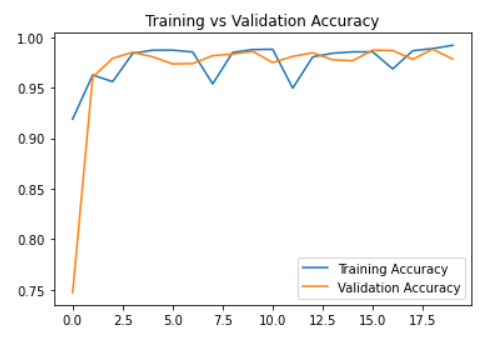 Training vs Validation Accuracy
1.00
0.95
0.90
0.85
0.80
0.75
Training Accuracy
Validation Accuracy
0.0 2.5 5.0 7.5 10.0 12.5 15.0 17.5